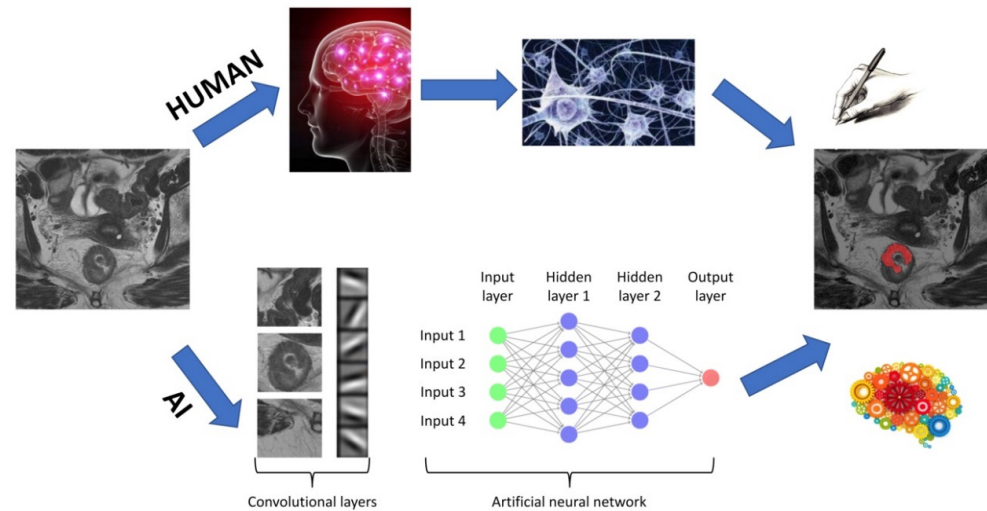 HUMAN
AI
Input layer
Hidden layer 1
Hidden layer 2
Output layer
Input 1
Input 2
Input 3
Input 4
Convolutional layers
Artificial neural network